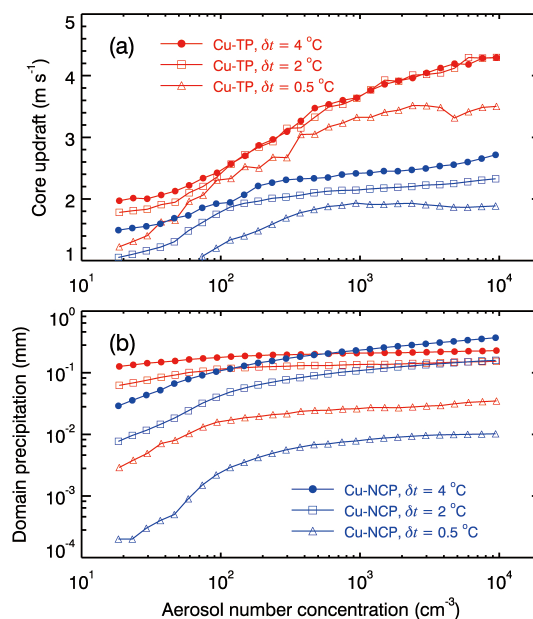 (a)
Cu-TP, δt = 4 °C
Cu-TP, δt = 2 °C
Cu-TP, δt = 0.5 °C
Core updraft (m s⁻¹)
5
4
3
2
1
10¹ 10² 10³ 10⁴
(b)
Domain precipitation (mm)
10⁰
10⁻¹
10⁻²
10⁻³
10⁻⁴
Cu-NCP, δt = 4 °C
Cu-NCP, δt = 2 °C
Cu-NCP, δt = 0.5 °C
10¹ 10² 10³ 10⁴
Aerosol number concentration (cm⁻³)